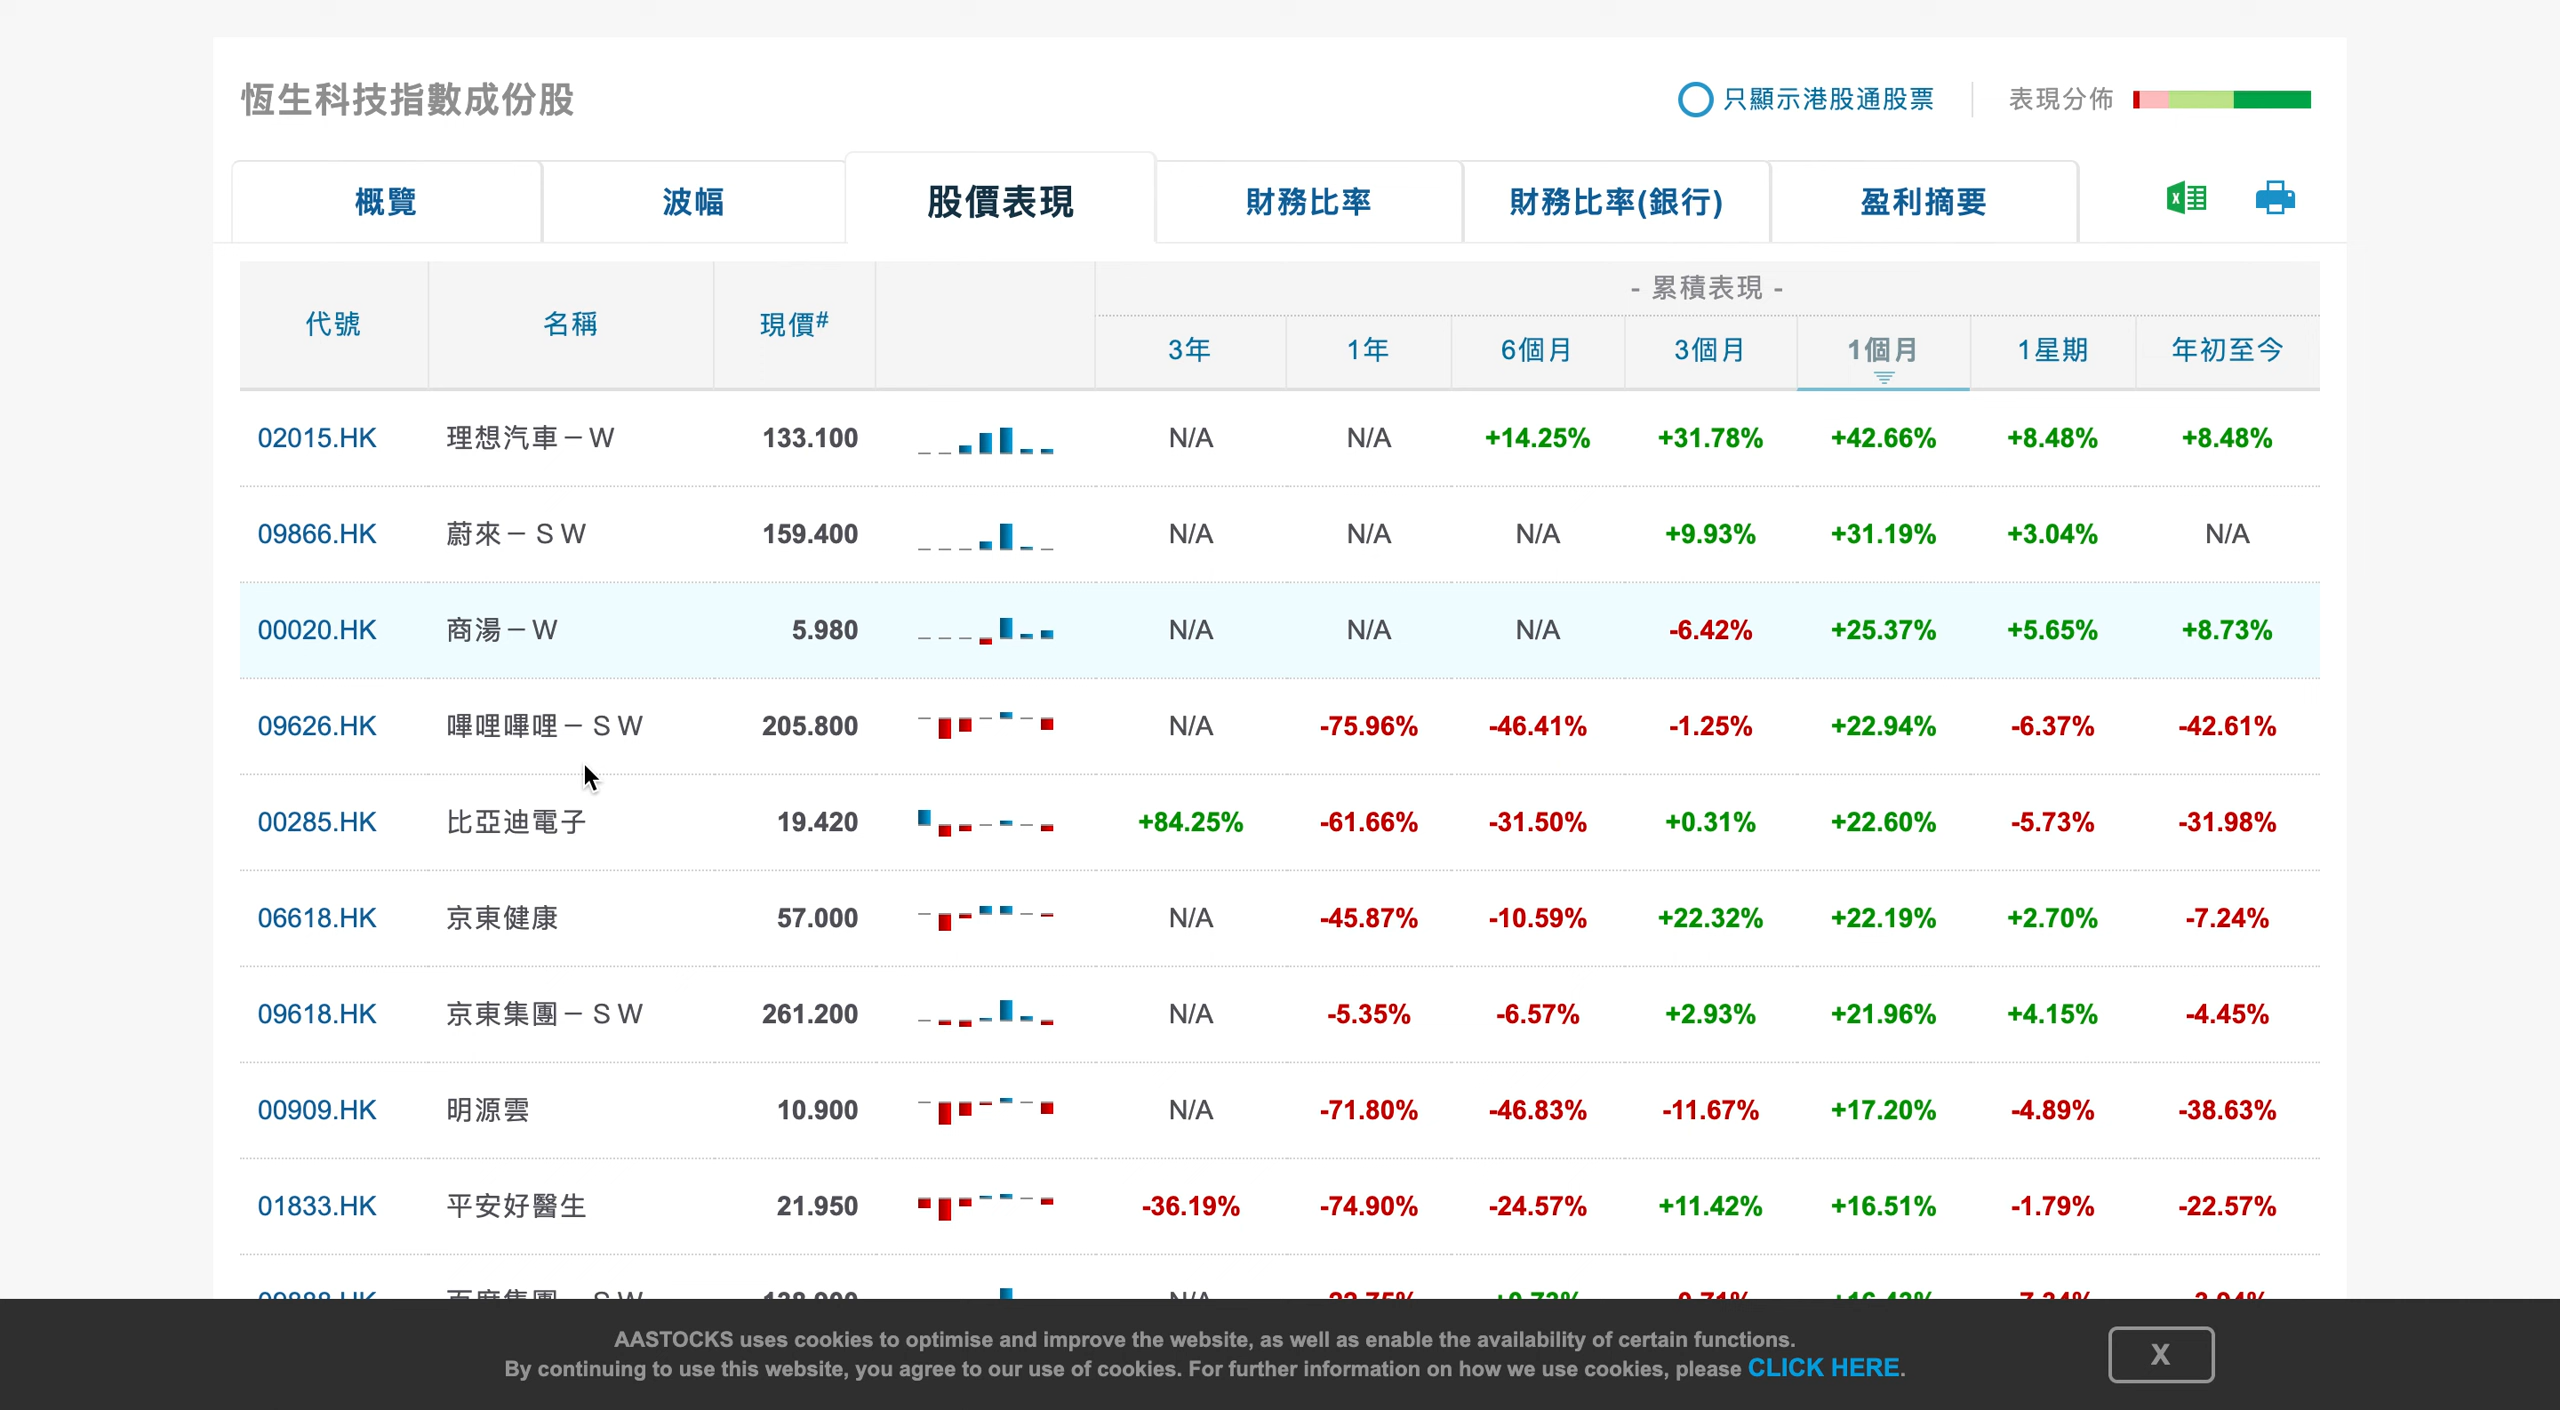 恆生科技指數成份股
只顯示港股通股票
表現分佈
概覽 波幅 股價表現 財務比率 財務比率(銀行) 盈利摘要
- 累積表現 -
代號 名稱 現價# 3年 1年 6個月 3個月 1個月 1星期 年初至今
02015.HK 理想汽車－W 133.100 N/A N/A +14.25% +31.78% +42.66% +8.48% +8.48%
09866.HK 蔚來－ＳＷ 159.400 N/A N/A N/A +9.93% +31.19% +3.04% N/A
00020.HK 商湯－W 5.980 N/A N/A N/A -6.42% +25.37% +5.65% +8.73%
09626.HK 嗶哩嗶哩－ＳＷ 205.800 N/A -75.96% -46.41% -1.25% +22.94% -6.37% -42.61%
00285.HK 比亞迪電子 19.420 +84.25% -61.66% -31.50% +0.31% +22.60% -5.73% -31.98%
06618.HK 京東健康 57.000 N/A -45.87% -10.59% +22.32% +22.19% +2.70% -7.24%
09618.HK 京東集團－ＳＷ 261.200 N/A -5.35% -6.57% +2.93% +21.96% +4.15% -4.45%
00909.HK 明源雲 10.900 N/A -71.80% -46.83% -11.67% +17.20% -4.89% -38.63%
01833.HK 平安好醫生 21.950 -36.19% -74.90% -24.57% +11.42% +16.51% -1.79% -22.57%
AASTOCKS uses cookies to optimise and improve the website, as well as enable the availability of certain functions.
By continuing to use this website, you agree to our use of cookies. For further information on how we use cookies, please CLICK HERE.
X